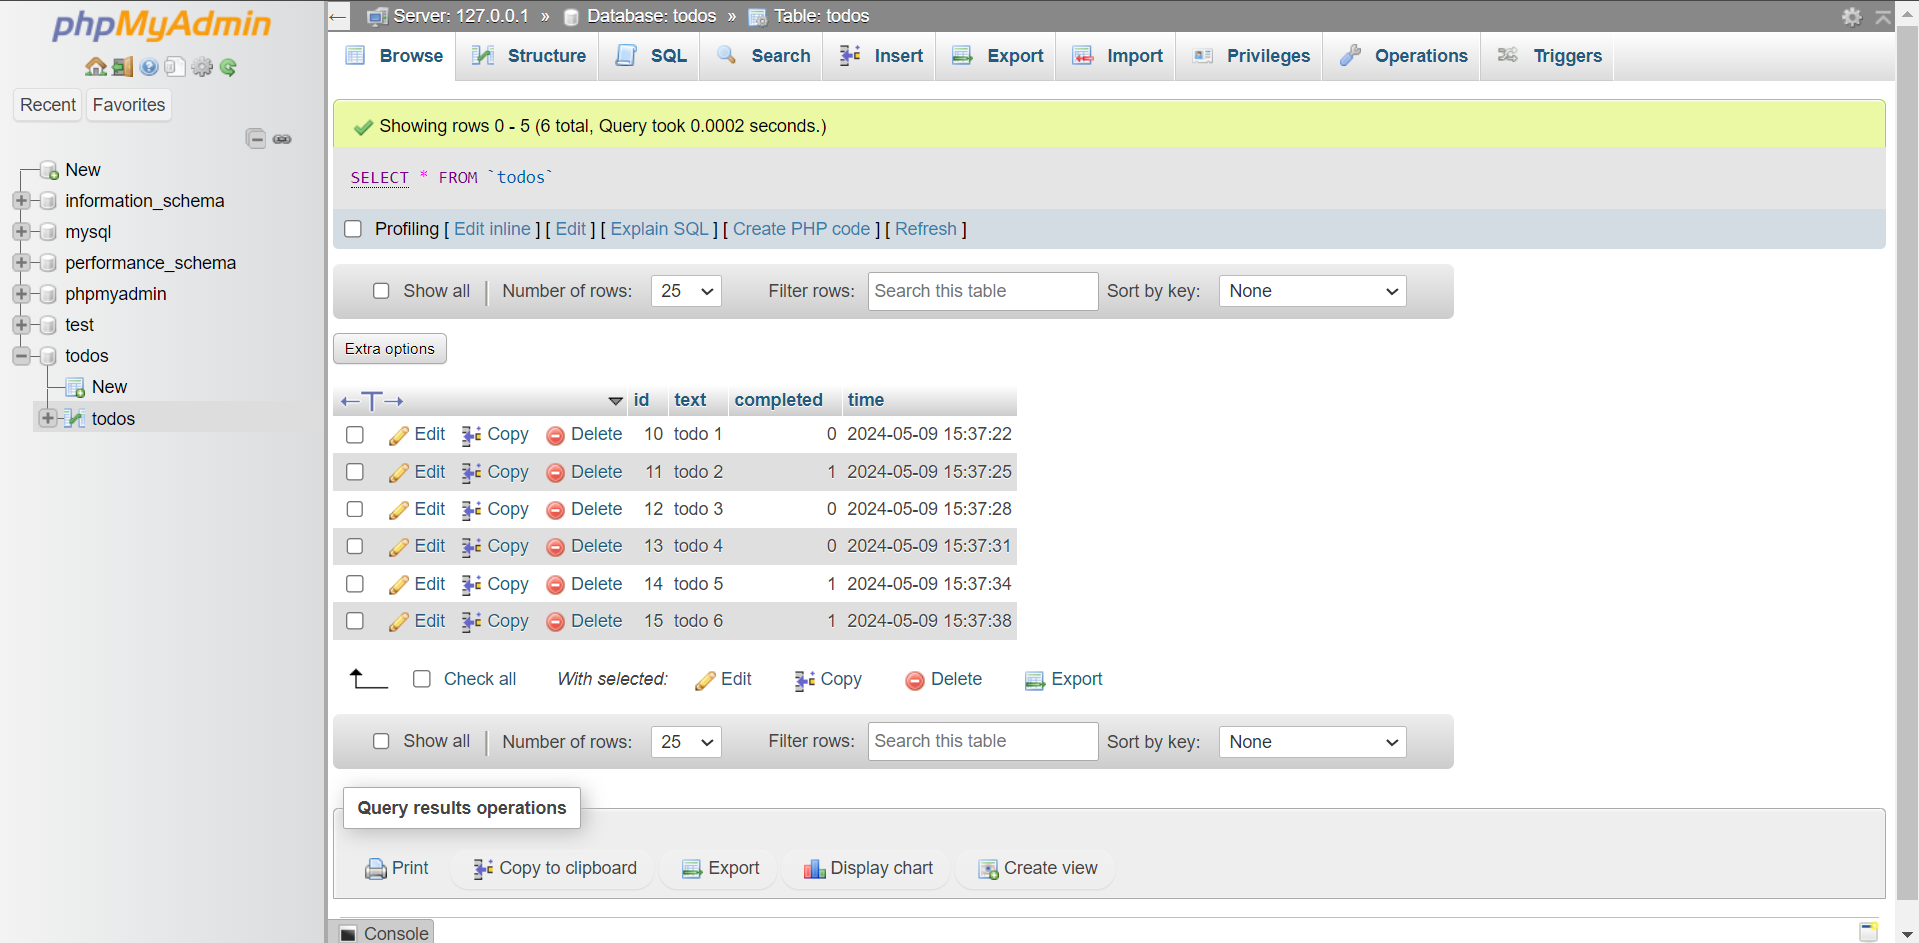 phpMyAdmin
Recent Favorites
New
information_schema
mysql
performance_schema
phpmyadmin
test
todos
New
todos
Server: 127.0.0.1 » Database: todos » Table: todos
Browse Structure SQL Search Insert Export Import Privileges Operations Triggers
Showing rows 0 - 5 (6 total, Query took 0.0002 seconds.)
SELECT * FROM `todos`
Profiling [ Edit inline ] [ Edit ] [ Explain SQL ] [ Create PHP code ] [ Refresh ]
Show all Number of rows: 25 Filter rows: Search this table Sort by key: None
Extra options
←T→ id text completed time
Edit Copy Delete 10 todo 1 0 2024-05-09 15:37:22
Edit Copy Delete 11 todo 2 1 2024-05-09 15:37:25
Edit Copy Delete 12 todo 3 0 2024-05-09 15:37:28
Edit Copy Delete 13 todo 4 0 2024-05-09 15:37:31
Edit Copy Delete 14 todo 5 1 2024-05-09 15:37:34
Edit Copy Delete 15 todo 6 1 2024-05-09 15:37:38
Check all With selected: Edit Copy Delete Export
Show all Number of rows: 25 Filter rows: Search this table Sort by key: None
Query results operations
Print Copy to clipboard Export Display chart Create view
Console